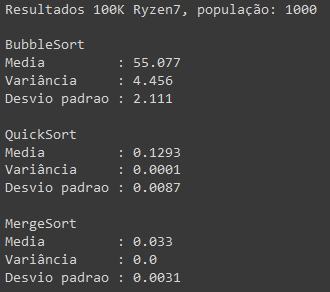 Resultados 100K Ryzen7, população: 1000
BubbleSort
Media : 55.077
Variância : 4.456
Desvio padrao : 2.111
QuickSort
Media : 0.1293
Variância : 0.0001
Desvio padrao : 0.0087
MergeSort
Media : 0.033
Variância : 0.0
Desvio padrao : 0.0031